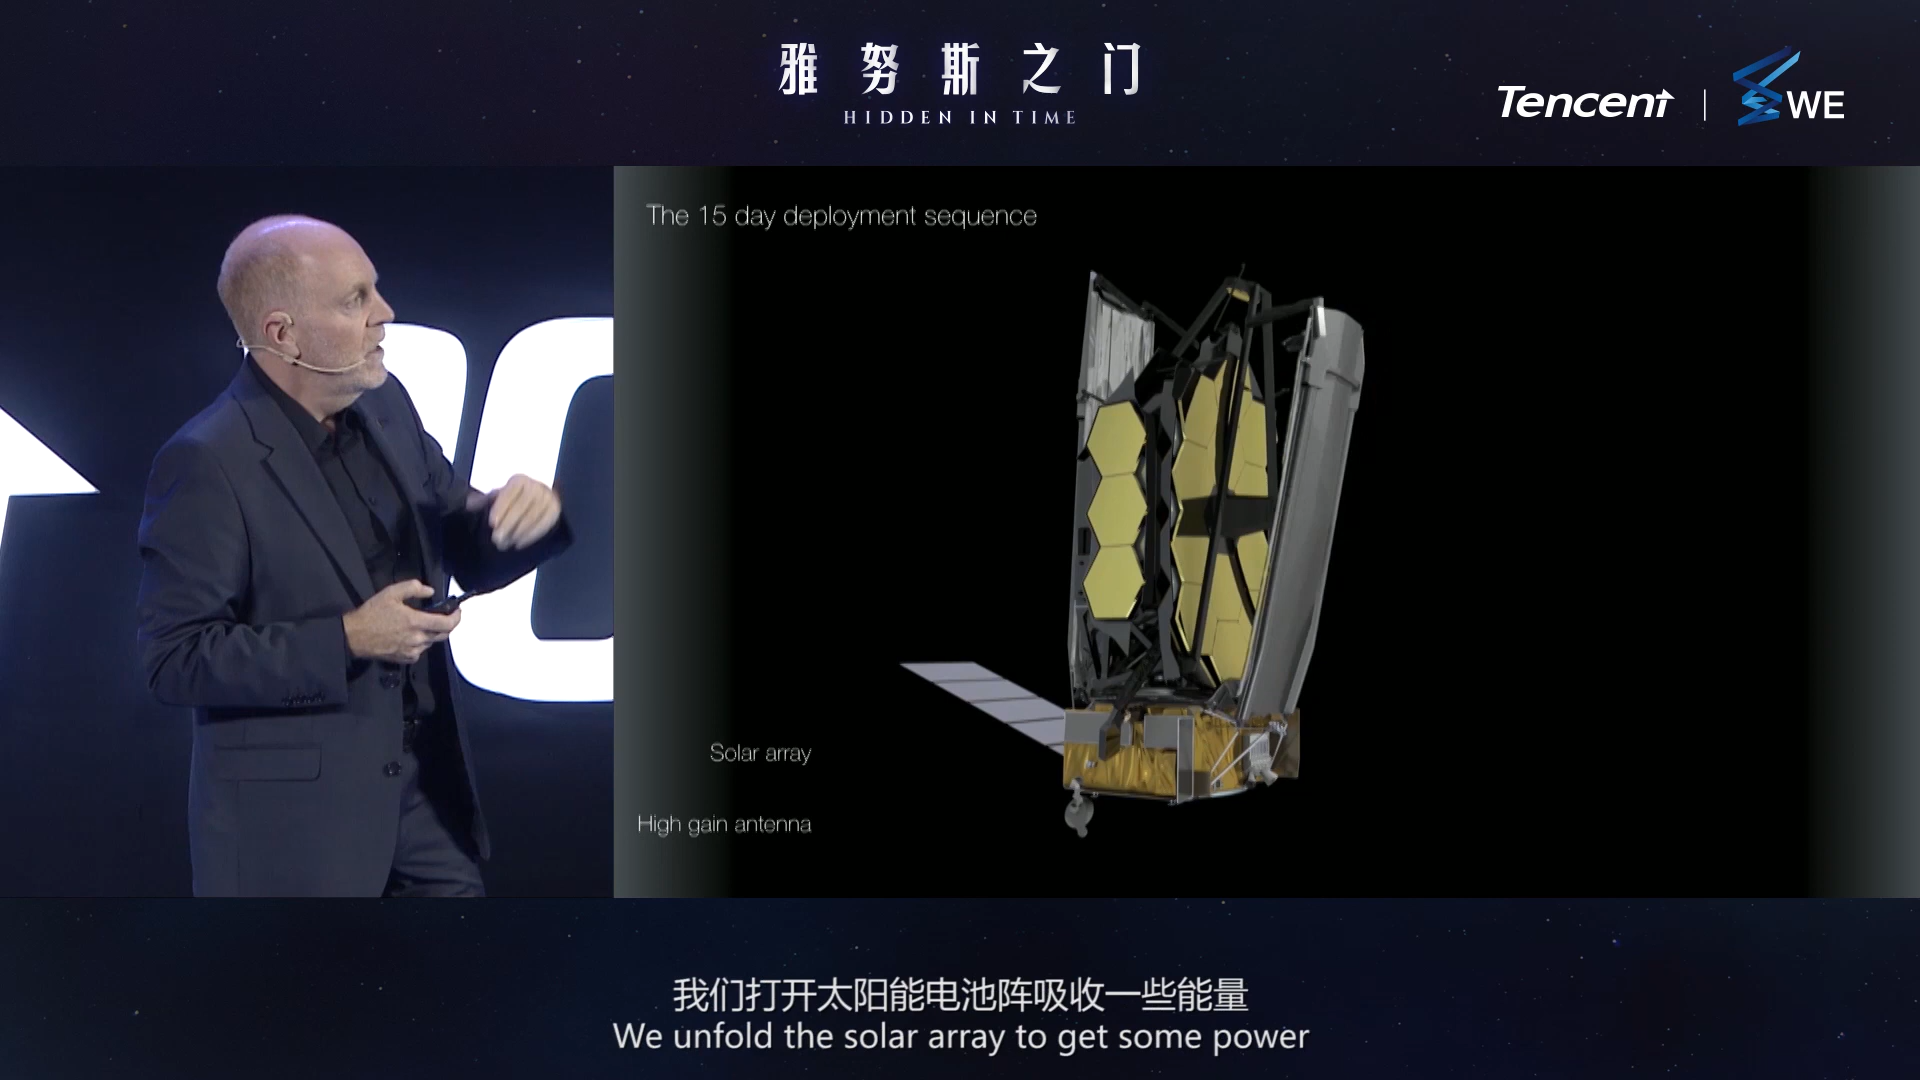 雅努斯之门
HIDDEN IN TIME
Tencent | WE
The 15 day deployment sequence
Solar array
High gain antenna
我们打开太阳能电池阵吸收一些能量
We unfold the solar array to get some power